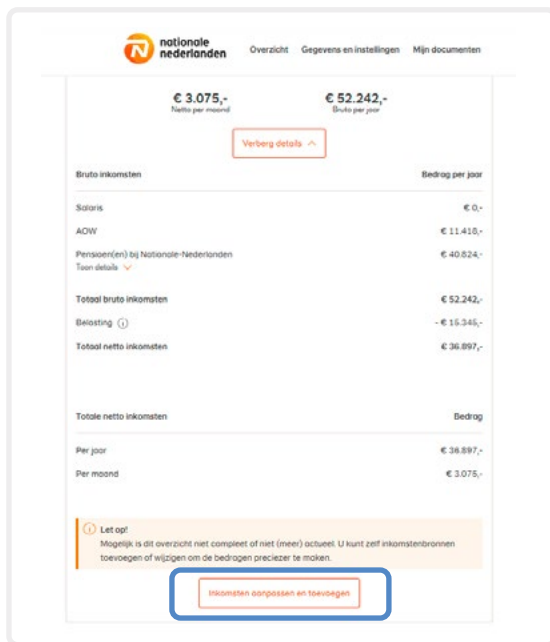 nationale
nederlanden
Overzicht Gegevens en instellingen Mijn documenten
€ 3.075,- € 52.242,-
Netto per maand Bruto per jaar
Verberg details
Bruto inkomsten Bedrag per jaar
Salaris € 0,-
AOW € 11.418,-
Pensioen(en) bij Nationale-Nederlanden € 40.824,-
Toon details
Totaal bruto inkomsten € 52.242,-
Belasting - € 15.345,-
Totaal netto inkomsten € 36.897,-
Totale netto inkomsten Bedrag
Per jaar € 36.897,-
Per maand € 3.075,-
Let op!
Mogelijk is dit overzicht niet compleet of niet (meer) actueel. U kunt zelf inkomstenbronnen
toevoegen of wijzigen om de bedragen preciezer te maken.
Inkomsten aanpassen en toevoegen